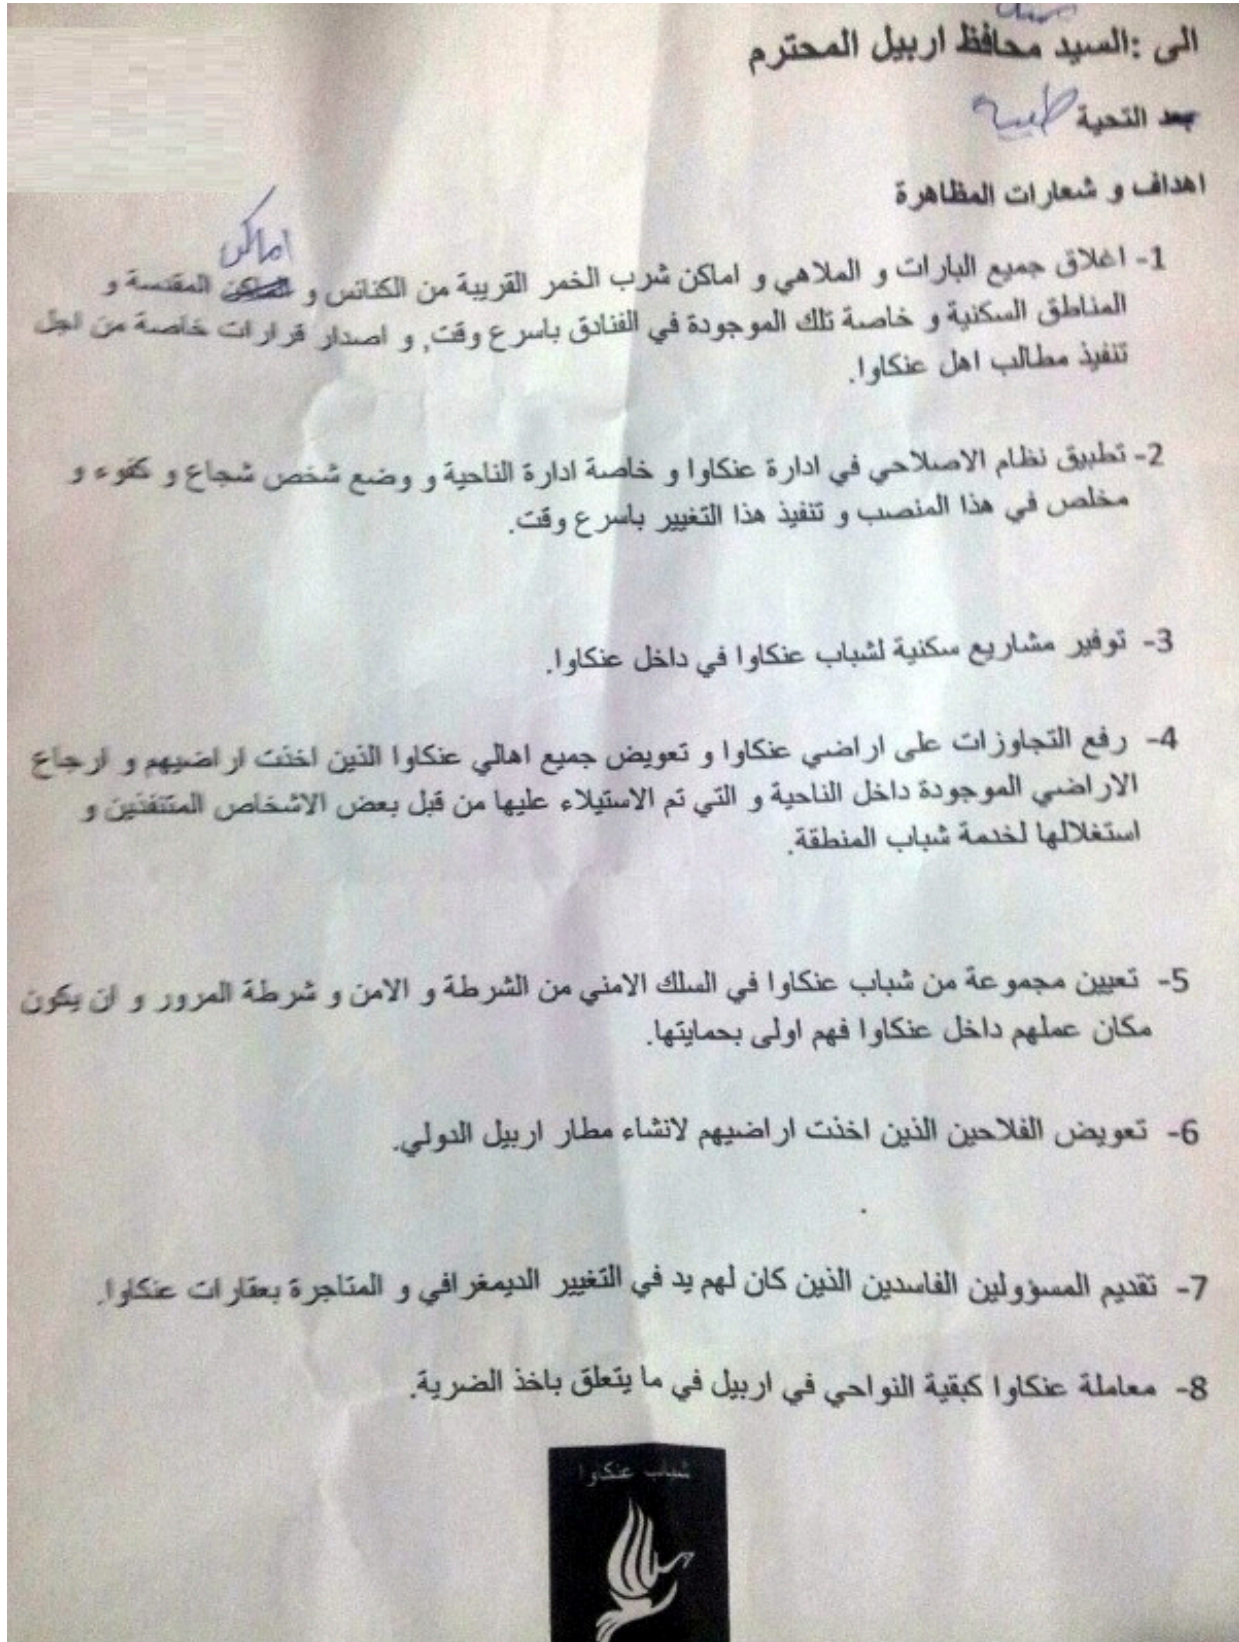 الى :السيد محافظ اربيل المحترم
بعد التحية طيبة
اهداف و شعارات المظاهرة
اماكن
1- اغلاق جميع البارات و الملاهي و اماكن شرب الخمر القريبة من الكنائس و المقدسة و
المناطق السكنية و خاصة تلك الموجودة في الفنادق باسرع وقت, و اصدار قرارات خاصة من اجل
تنفيذ مطالب اهل عنكاوا.
2- تطبيق نظام الاصلاحي في ادارة عنكاوا و خاصة ادارة الناحية و وضع شخص شجاع و كفوء و
مخلص في هذا المنصب و تنفيذ هذا التغيير باسرع وقت.
3- توفير مشاريع سكنية لشباب عنكاوا في داخل عنكاوا.
4- رفع التجاوزات على اراضي عنكاوا و تعويض جميع اهالي عنكاوا الذين اخذت اراضيهم و ارجاع
الاراضي الموجودة داخل الناحية و التي تم الاستيلاء عليها من قبل بعض الاشخاص المتنفذين و
استغلالها لخدمة شباب المنطقة.
5- تعيين مجموعة من شباب عنكاوا في السلك الامني من الشرطة و الامن و شرطة المرور و ان يكون
مكان عملهم داخل عنكاوا فهم اولى بحمايتها.
6- تعويض الفلاحين الذين اخذت اراضيهم لانشاء مطار اربيل الدولي.
7- تقديم المسؤولين الفاسدين الذين كان لهم يد في التغيير الديمغرافي و المتاجرة بعقارات عنكاوا.
8- معاملة عنكاوا كبقية النواحي في اربيل في ما يتعلق باخذ الضرية.
شباب عنكاوا